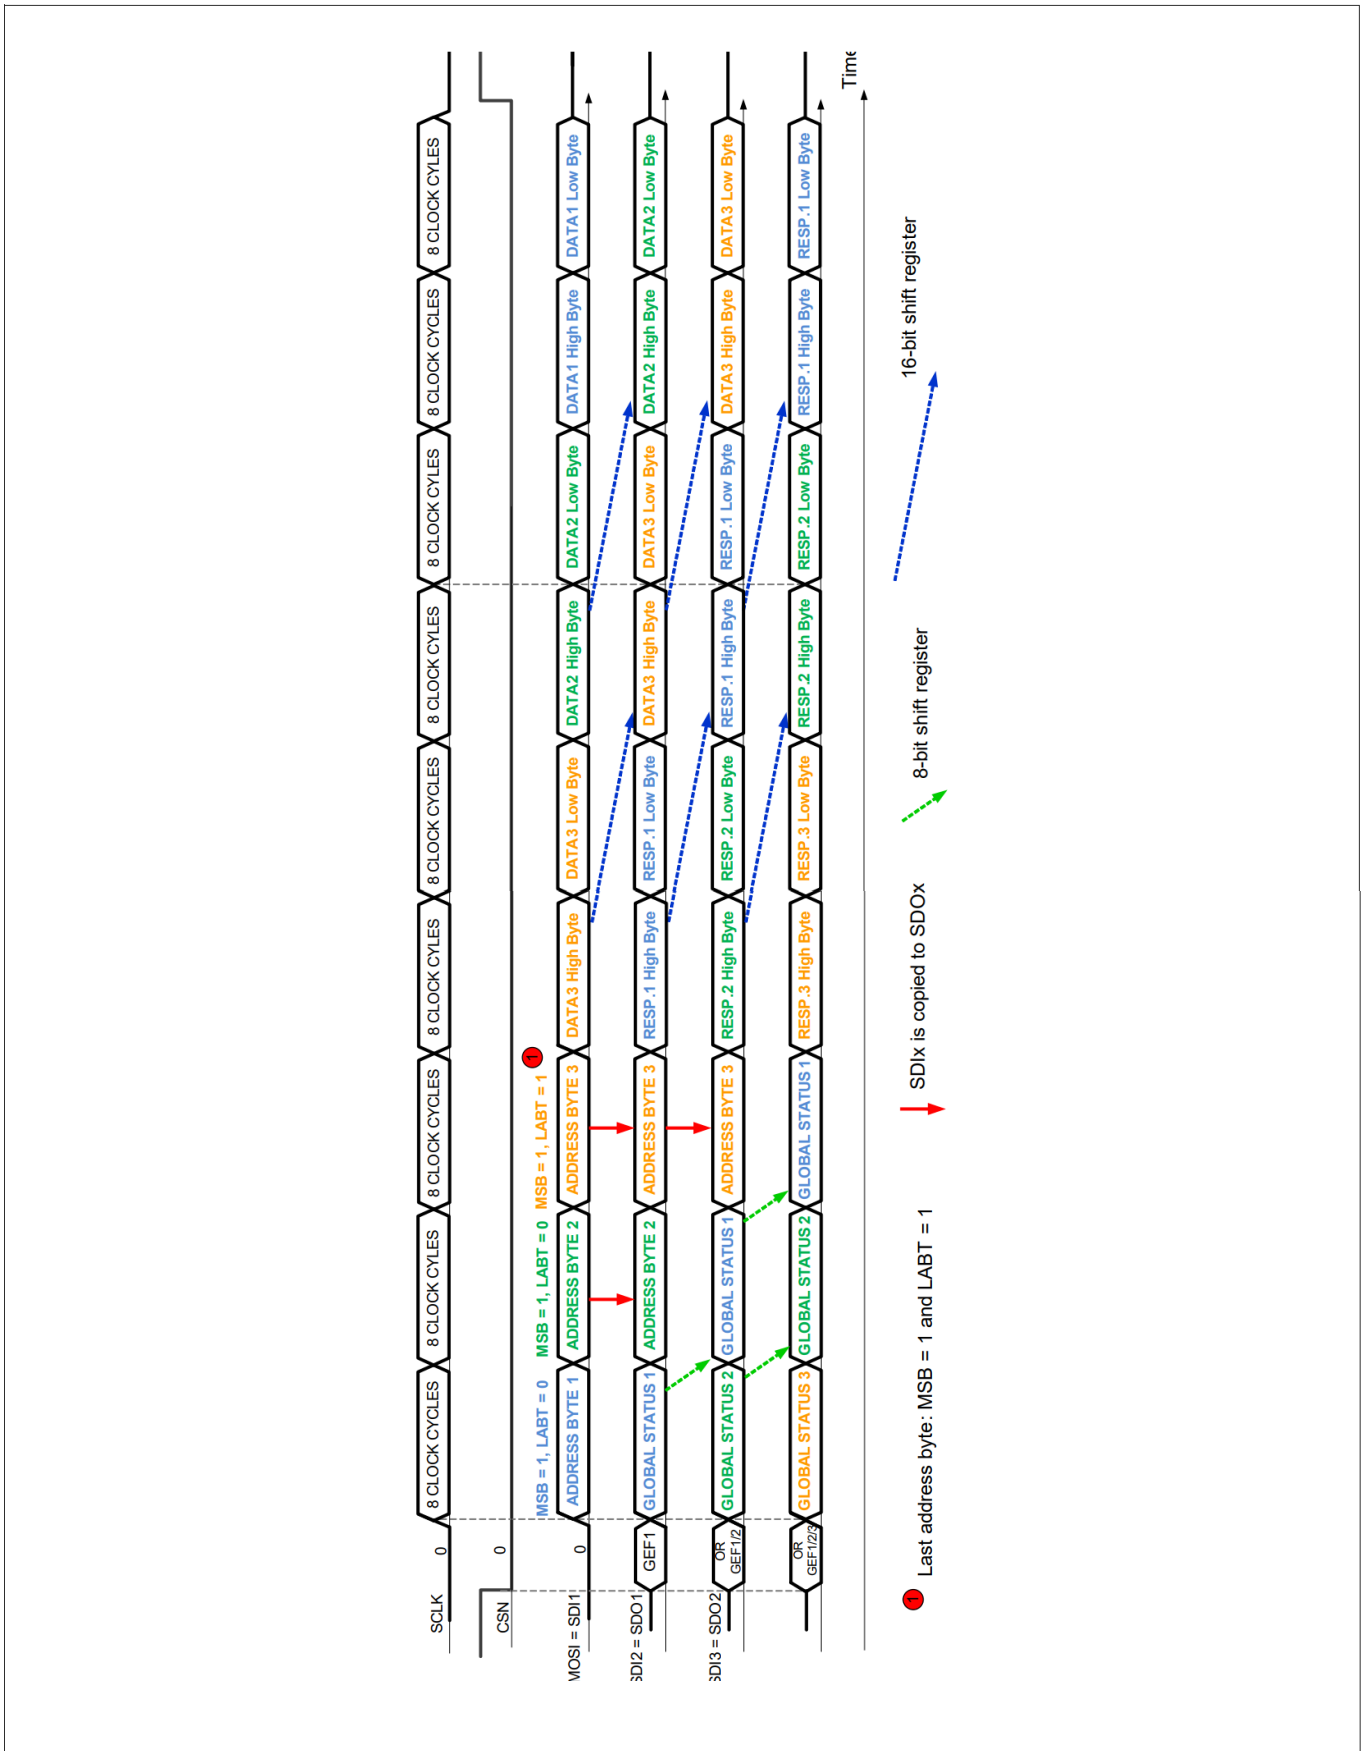 SCLK
0
8 CLOCK CYCLES
8 CLOCK CYLES
8 CLOCK CYCLES
8 CLOCK CYLES
8 CLOCK CYCLES
8 CLOCK CYLES
8 CLOCK CYCLES
8 CLOCK CYCLES
8 CLOCK CYLES
CSN
0
MSB = 1, LABT = 0
MSB = 1, LABT = 0
MSB = 1, LABT = 1
1
MOSI = SDI1
0
ADDRESS BYTE 1
ADDRESS BYTE 2
ADDRESS BYTE 3
DATA3 High Byte
DATA3 Low Byte
DATA2 High Byte
DATA2 Low Byte
DATA1 High Byte
DATA1 Low Byte
SDI2 = SDO1
GEF1
GLOBAL STATUS 1
ADDRESS BYTE 2
ADDRESS BYTE 3
RESP.1 High Byte
RESP.1 Low Byte
DATA3 High Byte
DATA3 Low Byte
DATA2 High Byte
DATA2 Low Byte
SDI3 = SDO2
OR
GEF1/2
GLOBAL STATUS 2
GLOBAL STATUS 1
ADDRESS BYTE 3
RESP.2 High Byte
RESP.2 Low Byte
RESP.1 High Byte
RESP.1 Low Byte
DATA3 High Byte
DATA3 Low Byte
OR
GEF1/2/3
GLOBAL STATUS 3
GLOBAL STATUS 2
GLOBAL STATUS 1
RESP.3 High Byte
RESP.3 Low Byte
RESP.2 High Byte
RESP.2 Low Byte
RESP.1 High Byte
RESP.1 Low Byte
Time
1 Last address byte: MSB = 1 and LABT = 1
SDIx is copied to SDOx
8-bit shift register
16-bit shift register